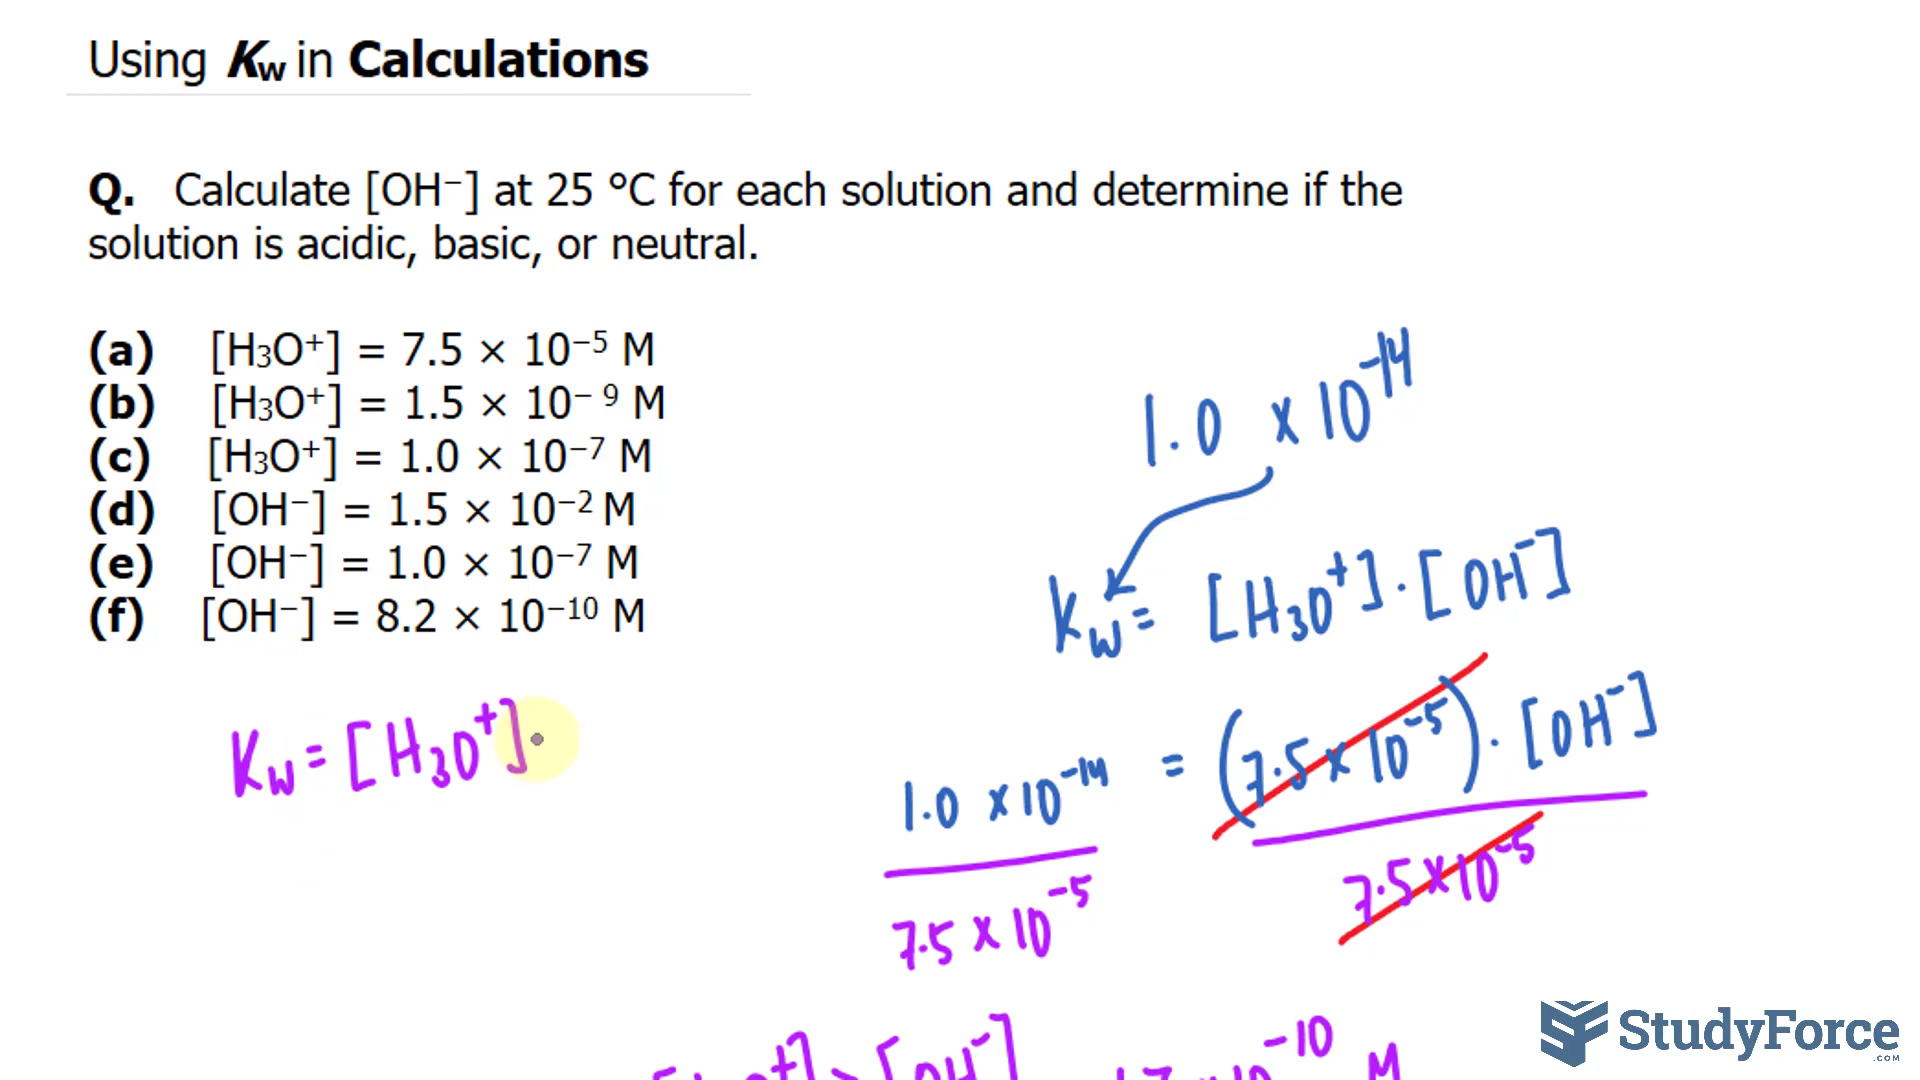 Using Kw in Calculations
Q. Calculate [OH⁻] at 25 °C for each solution and determine if the
solution is acidic, basic, or neutral.
(a) [H₃O⁺] = 7.5 × 10⁻⁵ M
(b) [H₃O⁺] = 1.5 × 10⁻ ⁹ M
(c) [H₃O⁺] = 1.0 × 10⁻⁷ M
(d) [OH⁻] = 1.5 × 10⁻² M
(e) [OH⁻] = 1.0 × 10⁻⁷ M
(f) [OH⁻] = 8.2 × 10⁻¹⁰ M
Kw = [H₃O⁺]
1.0 × 10⁻¹⁴
Kw = [H₃O⁺] · [OH⁻]
1.0 × 10⁻¹⁴ = (7.5 × 10⁻⁵) · [OH⁻]
7.5 × 10⁻⁵ 7.5 × 10⁻⁵
> [OH⁻] 10⁻¹⁰ M
StudyForce
.COM